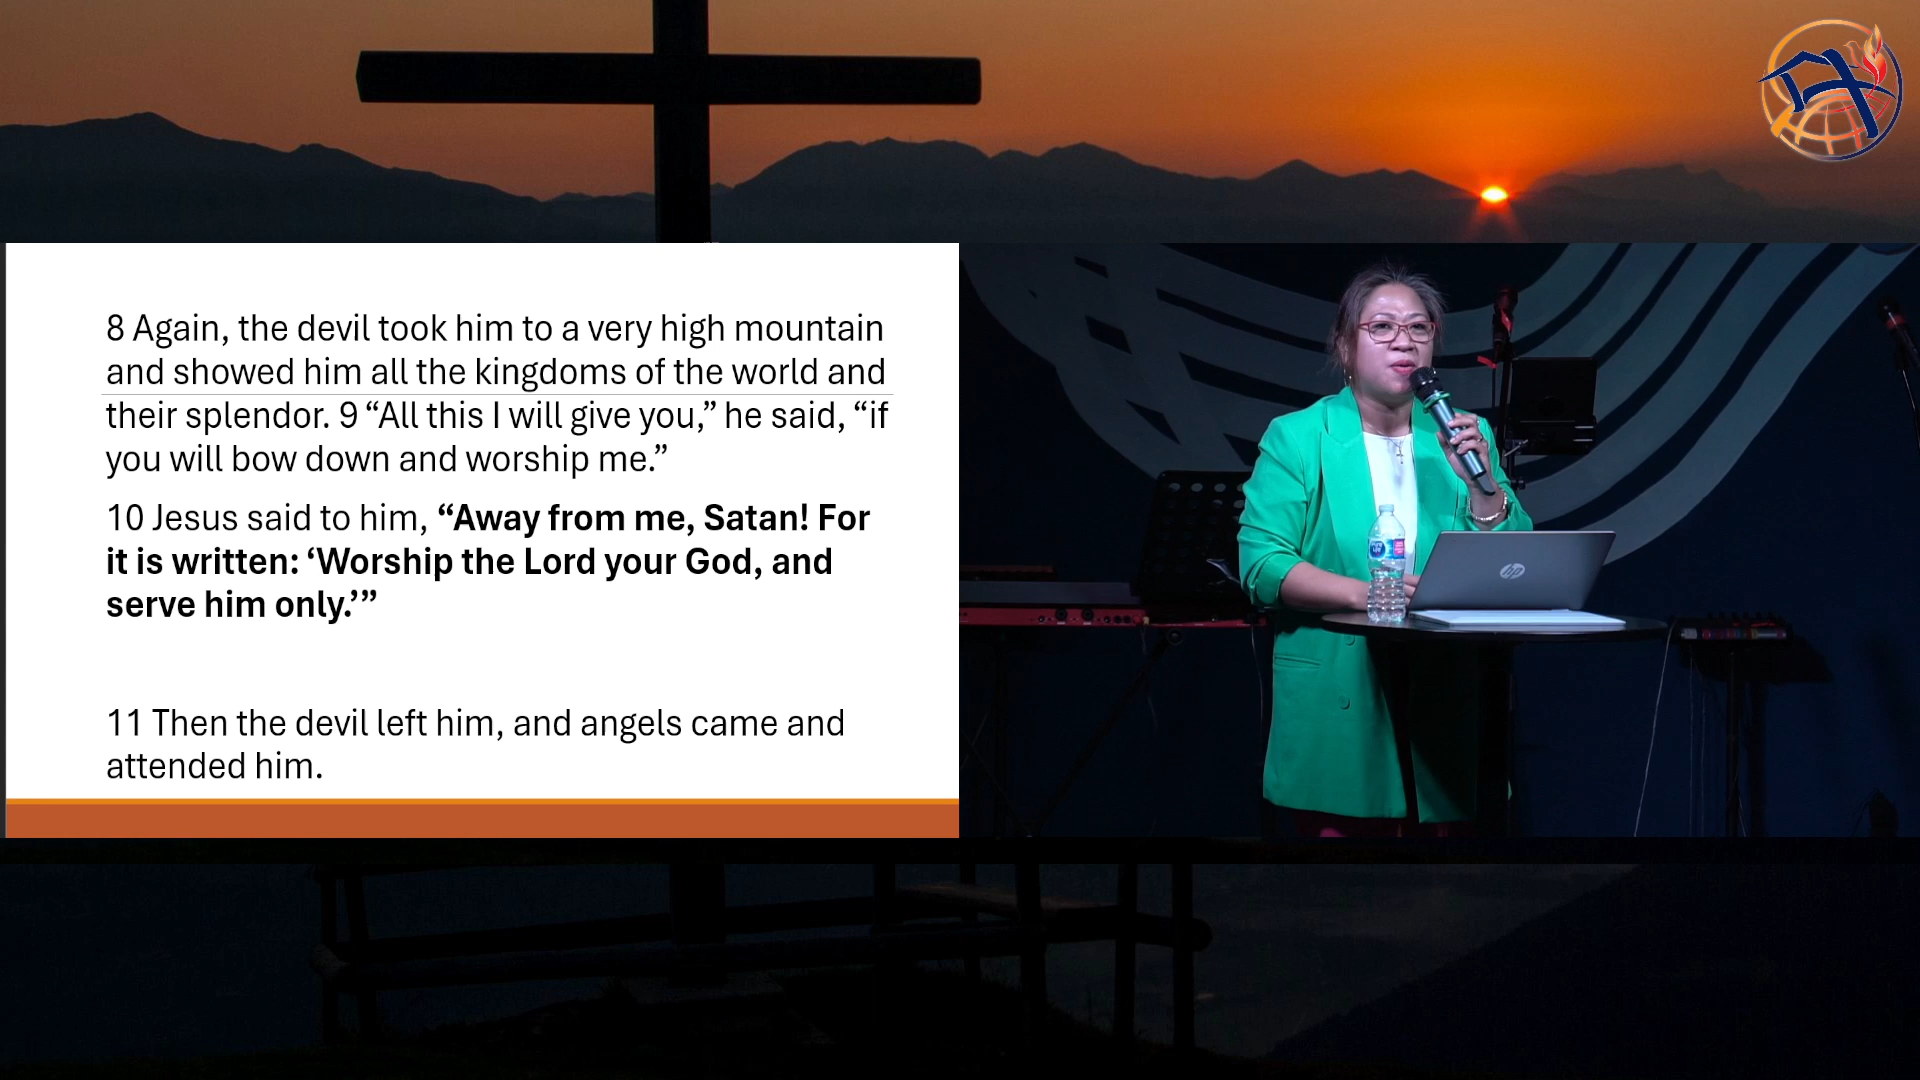 8 Again, the devil took him to a very high mountain
and showed him all the kingdoms of the world and
their splendor. 9 “All this I will give you,” he said, “if
you will bow down and worship me.”
10 Jesus said to him, “Away from me, Satan! For
it is written: ‘Worship the Lord your God, and
serve him only.’”
11 Then the devil left him, and angels came and
attended him.
hp